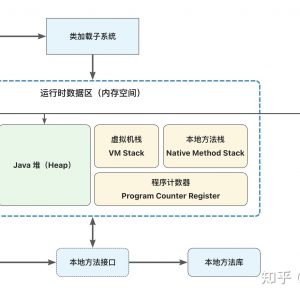 类加载子系统
运行时数据区（内存空间）
Java 堆（Heap）
虚拟机栈
VM Stack
本地方法栈
Native Method Stack
程序计数器
Program Counter Register
本地方法接口
本地方法库
知乎